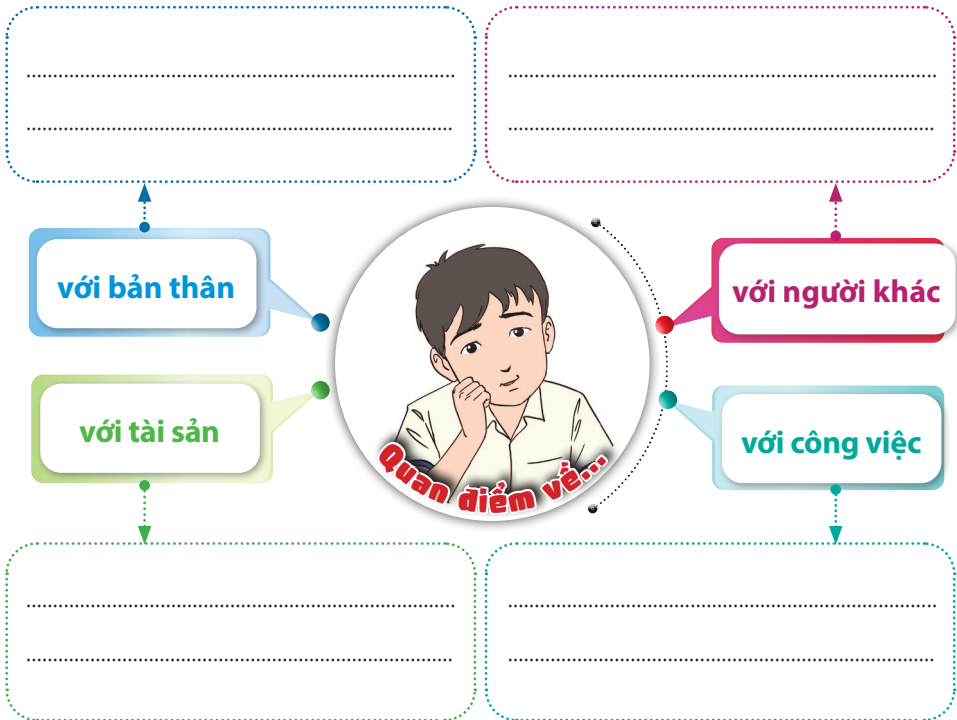 với bản thân
với người khác
với tài sản
với công việc
Quan điểm về...